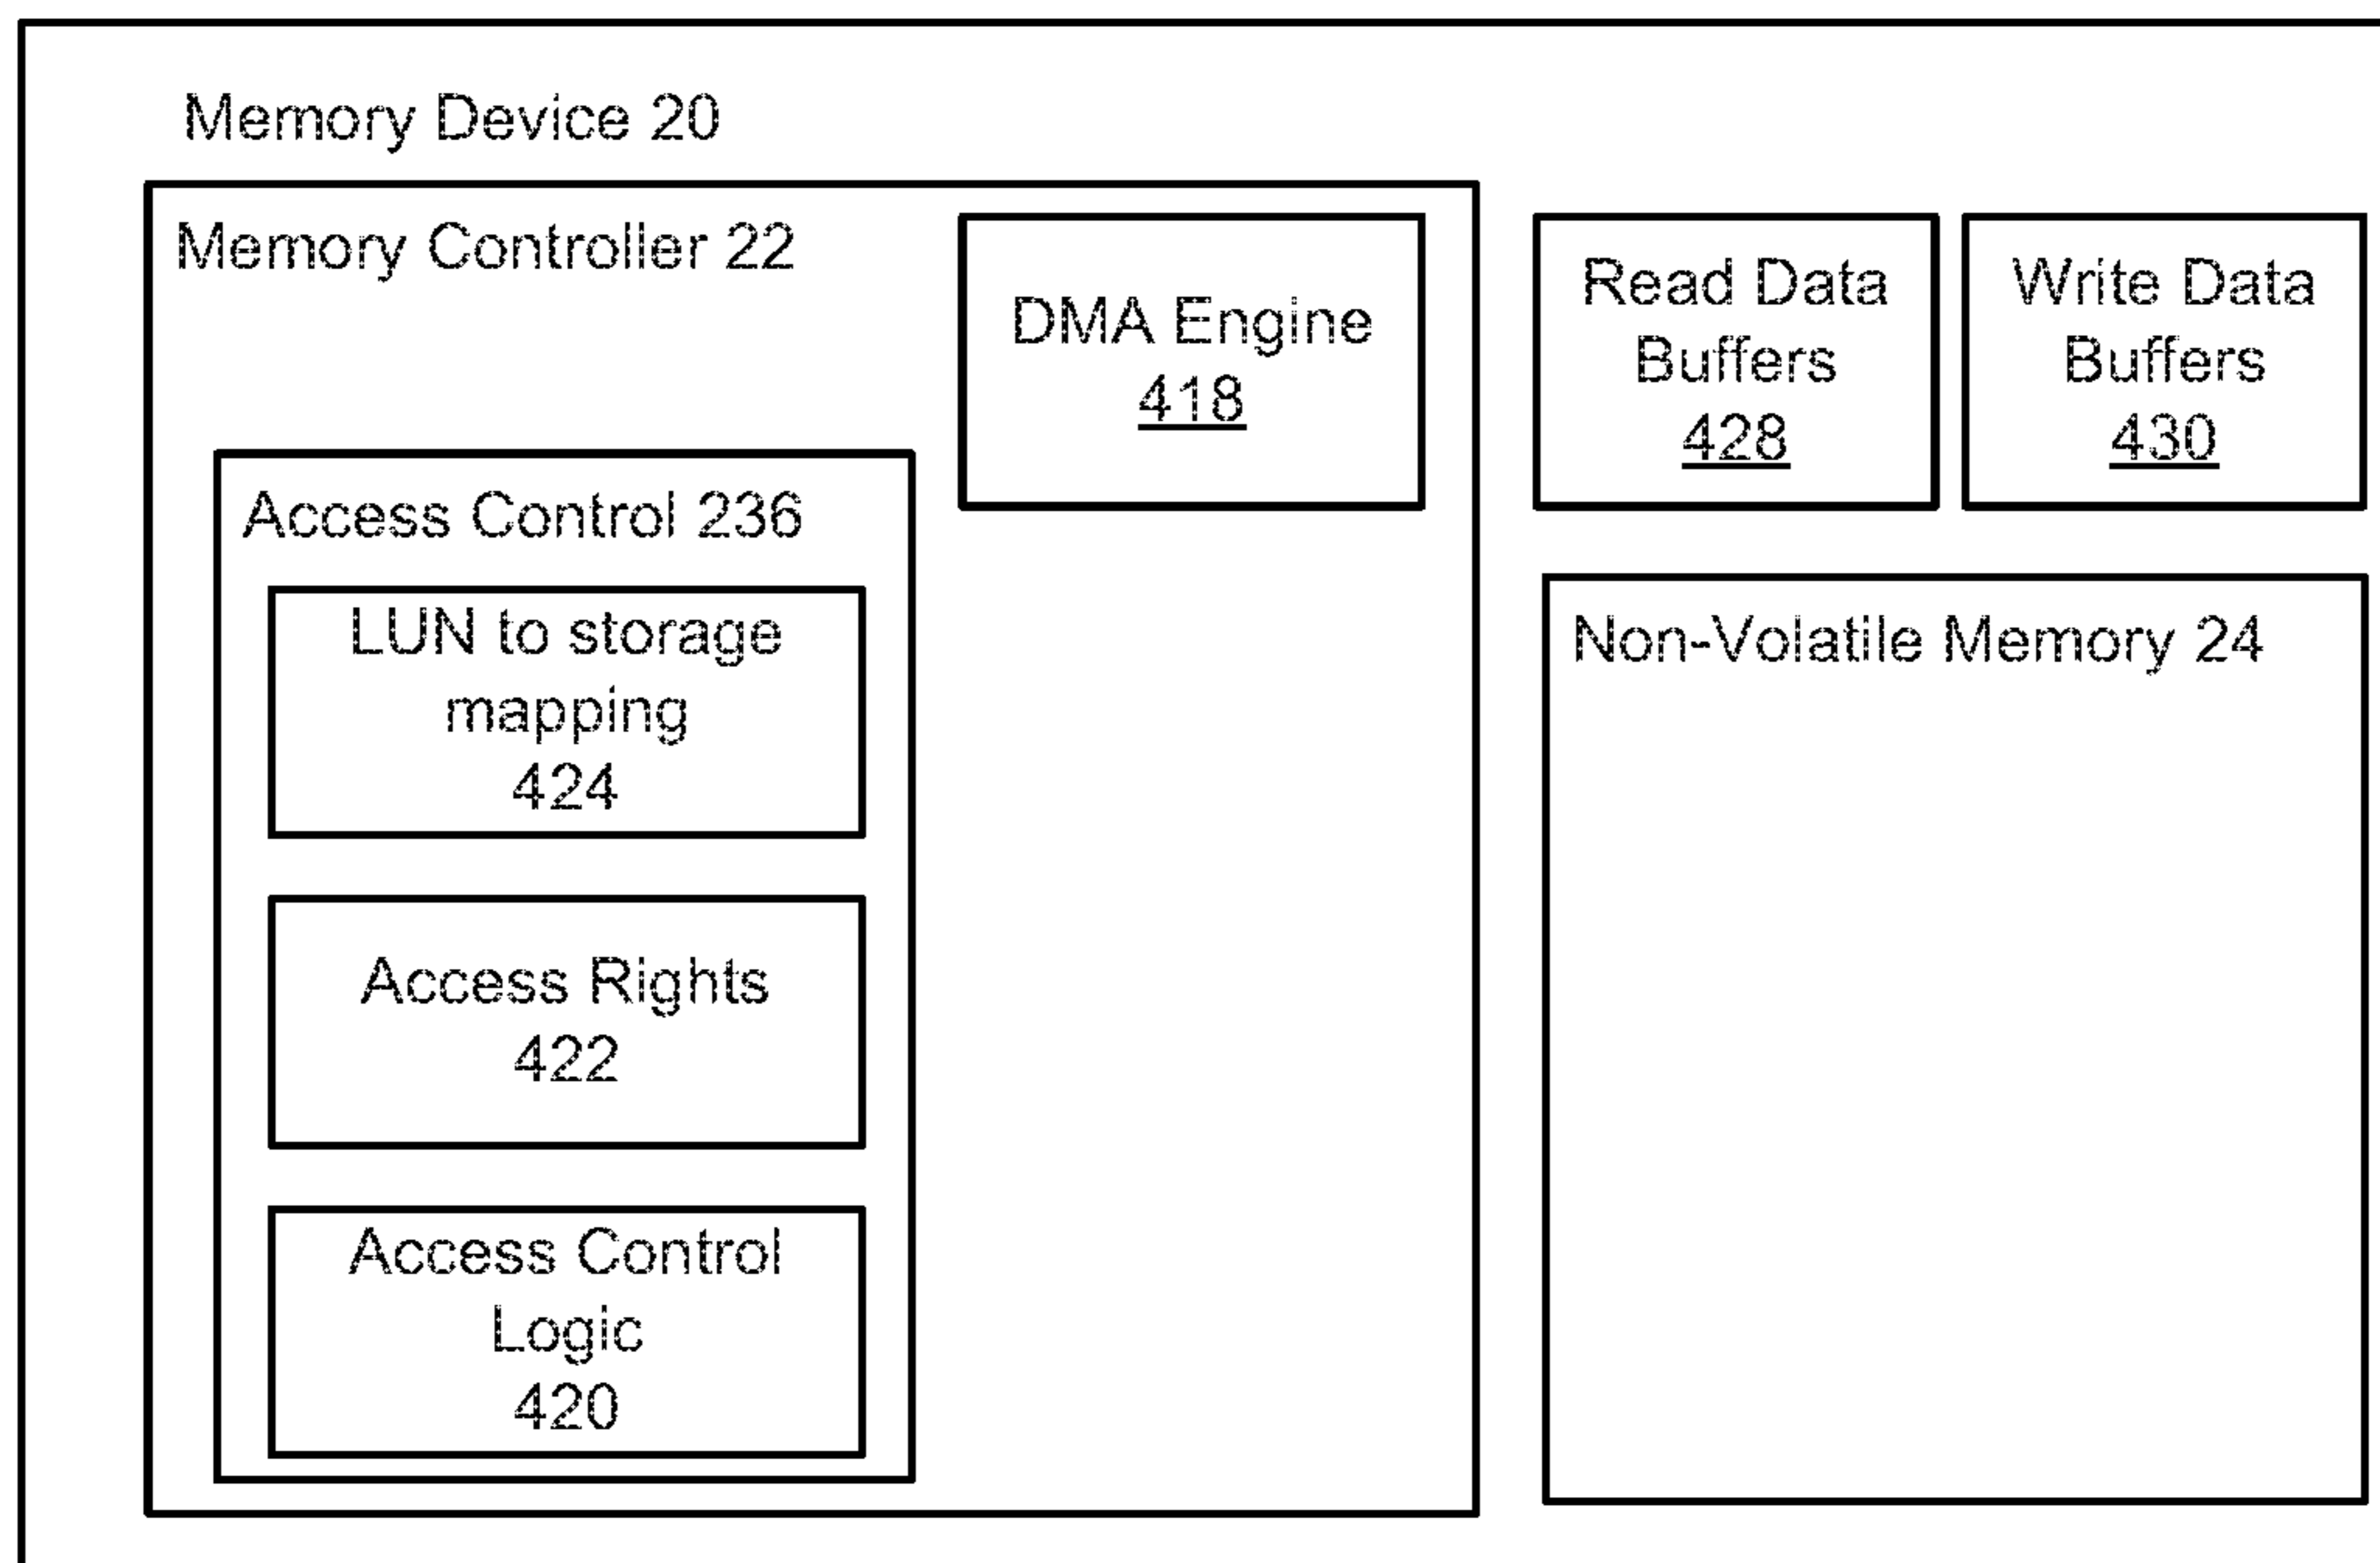 Memory Device 20
Memory Controller 22
DMA Engine
418
Access Control 236
LUN to storage
mapping
424
Access Rights
422
Access Control
Logic
420
Read Data
Buffers
428
Write Data
Buffers
430
Non-Volatile Memory 24